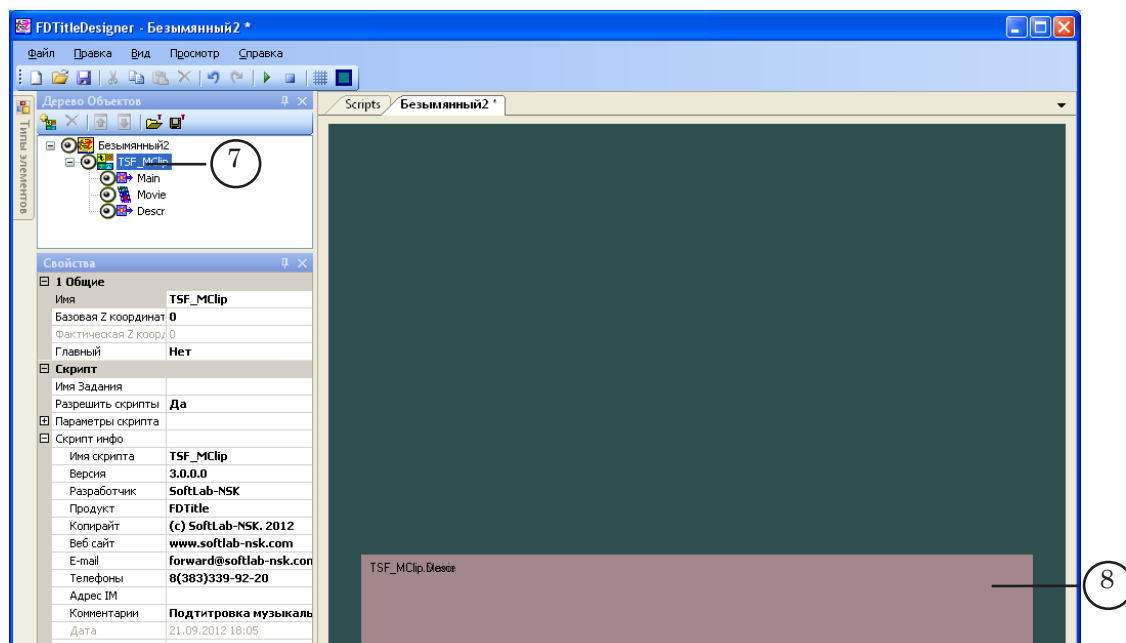 FDTitleDesigner - Безымянный2 *
Файл Правка Вид Просмотр Справка
Дерево Объектов
Типы элементов
Безымянный2
TSF_MClip
7
Main
Movie
Descr
Scripts Безымянный2 *
Свойства
1 Общие
Имя TSF_MClip
Базовая Z координат 0
Фактическая Z коорд 0
Главный Нет
Скрипт
Имя Задания
Разрешить скрипты Да
Параметры скрипта
Скрипт инфо
Имя скрипта TSF_MClip
Версия 3.0.0.0
Разработчик SoftLab-NSK
Продукт FDTitle
Копирайт (c) SoftLab-NSK. 2012
Веб сайт www.softlab-nsk.com
E-mail forward@softlab-nsk.con
Телефоны 8(383)339-92-20
Адрес IM
Комментарии Подтитровка музыкаль
Дата 21.09.2012 18:05
TSF_MClip.
8